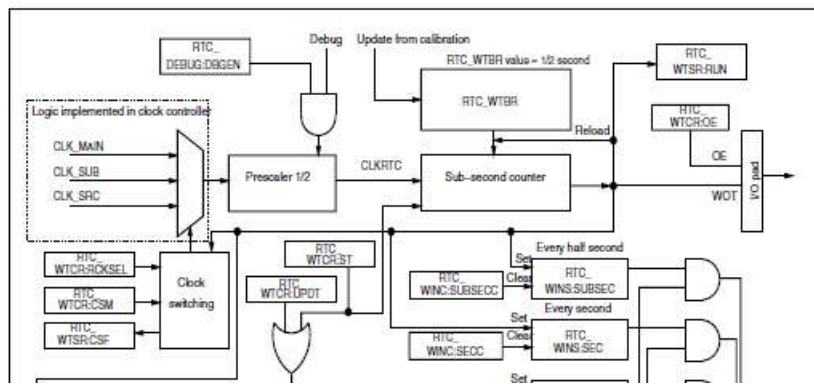 RTC_
DEBUG:DBGEN
Debug
Update from calibration
RTC_WTBR value = 1/2 second
RTC_WTBR
RTC_
WTSR:RUN
Logic implemented in clock controller
CLK_MAIN
CLK_SUB
CLK_SRC
Prescaler 1/2
CLKRTC
Reload
Sub-second counter
RTC_
WTCR:OE
OE
WOT
I/O pad
RTC_
WTCR:RCKSEL
RTC_
WTCR:CSM
RTC_
WTSR:CSF
Clock
switching
RTC_
WTCR:ST
RTC_
WTCR:UPDT
Every half second
Set
Clear
RTC_
WINC:SUBSECC
RTC_
WINS:SUBSEC
Every second
Set
Clear
RTC_
WINC:SECC
RTC_
WINS:SEC
Set